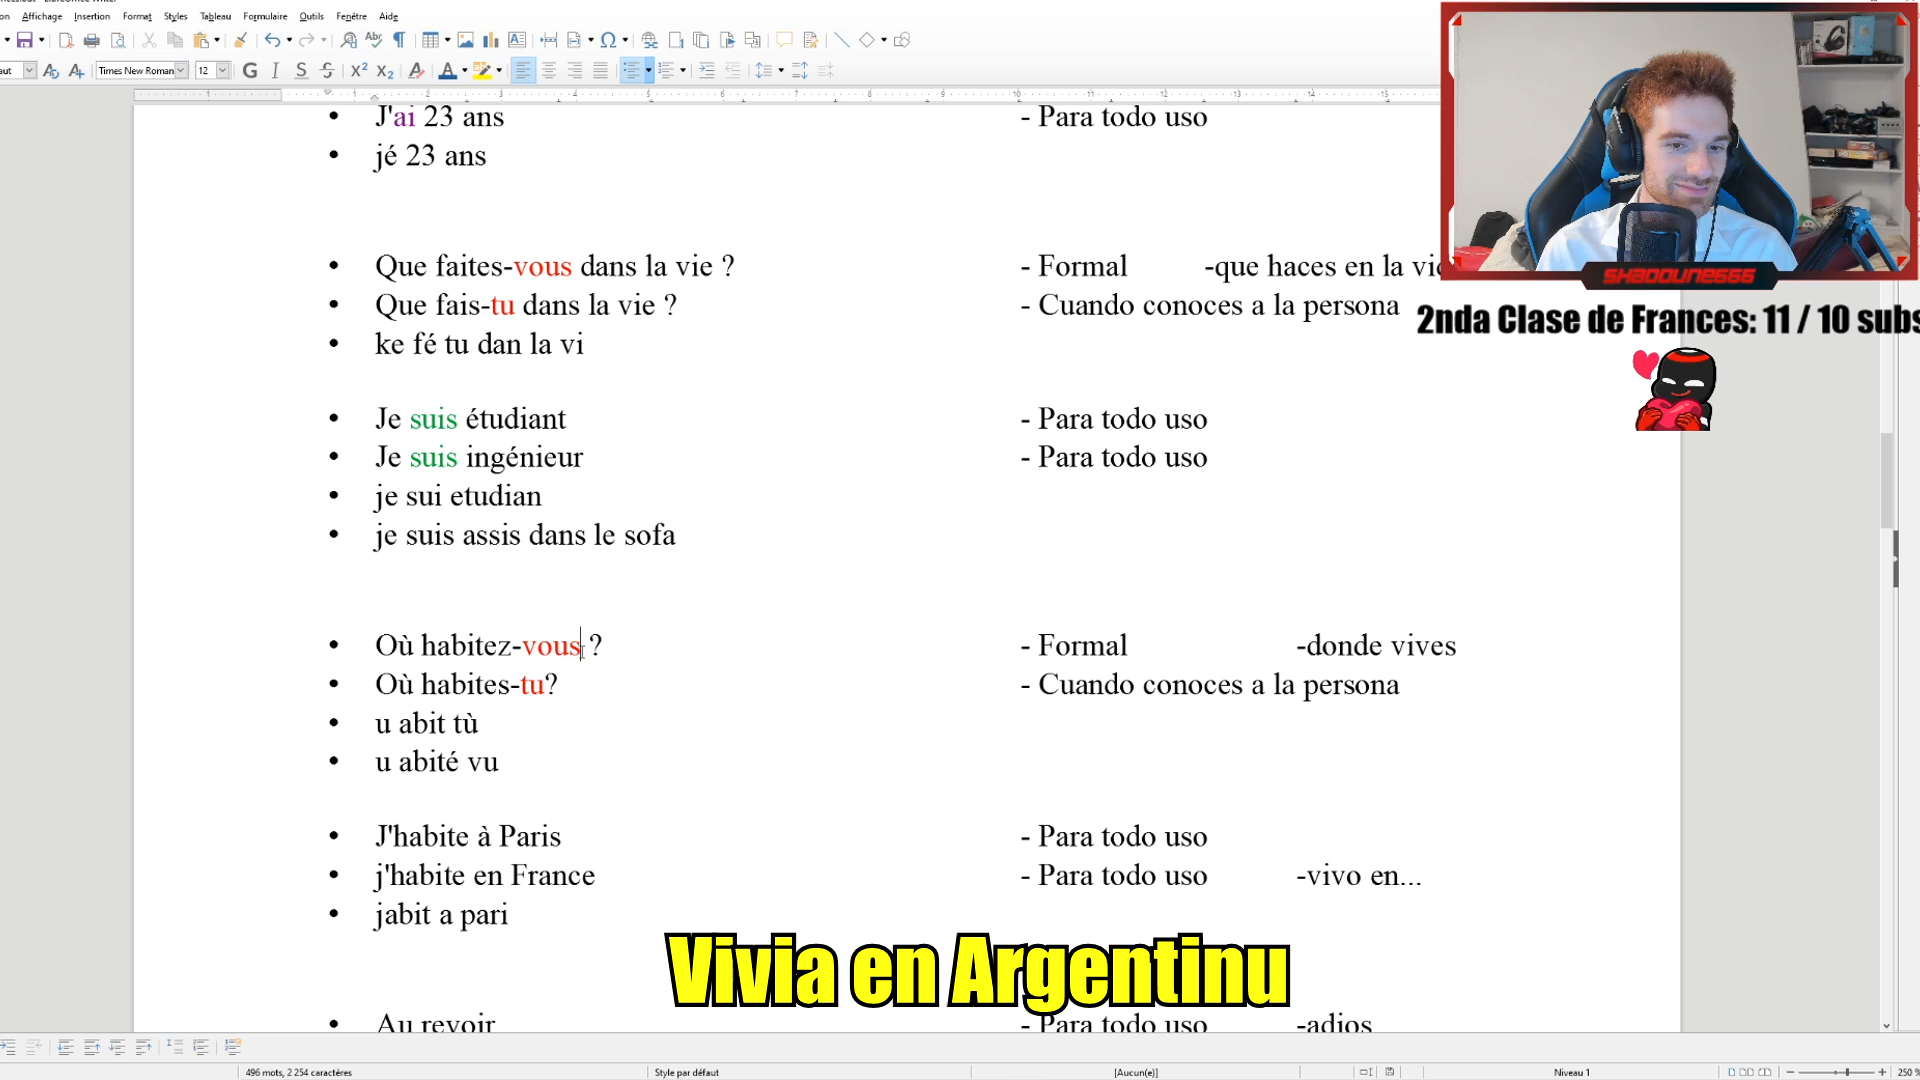 Affichage Insertion Format Styles Tableau Formulaire Outils Fenêtre Aide
Times New Roman 12
J'ai 23 ans - Para todo uso
jé 23 ans
Que faites-vous dans la vie ? - Formal -que haces en la vi
Que fais-tu dans la vie ? - Cuando conoces a la persona
ke fé tu dan la vi
Je suis étudiant - Para todo uso
Je suis ingénieur - Para todo uso
je sui etudian
je suis assis dans le sofa
Où habitez-vous ? - Formal -donde vives
Où habites-tu? - Cuando conoces a la persona
u abit tù
u abité vu
J'habite à Paris - Para todo uso
j'habite en France - Para todo uso -vivo en...
jabit a pari
Au revoir - Para todo uso -adios
SHADOUNE666
2nda Clase de Frances: 11 / 10 subs
Vivia en Argentinu
496 mots, 2 254 caractères Style par défaut [Aucun(e)] Niveau 1 250 %